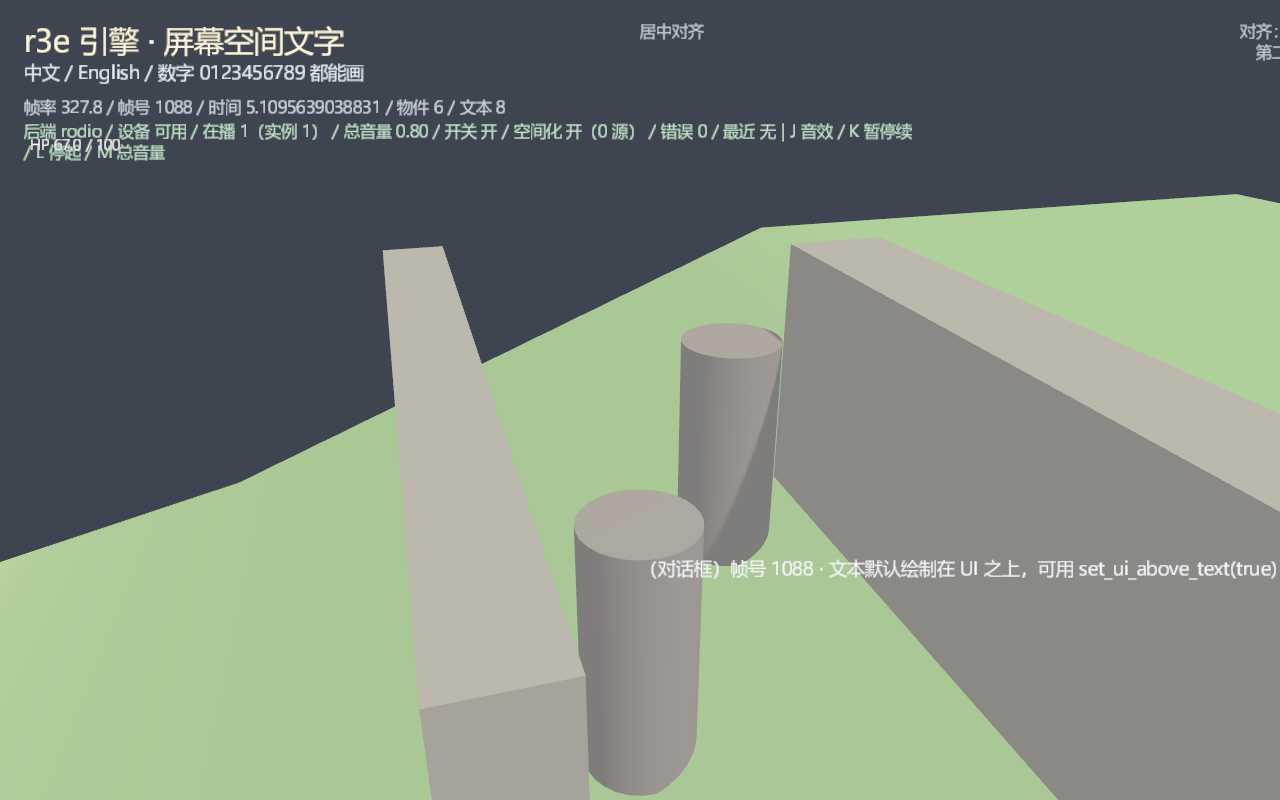 r3e 引擎 · 屏幕空间文字
居中对齐
对齐：
第二
中文 / English / 数字 0123456789 都能画
帧率 327.8 / 帧号 1088 / 时间 5.1095639038831 / 物件 6 / 文本 8
后端 rodio / 设备 可用 / 在播 1（实例 1） / 总音量 0.80 / 开关 开 / 空间化 开（0 源） / 错误 0 / 最近 无 | J 音效 / K 暂停续
/ L 停起 / M 总音量
HP 67.0 / 100
（对话框）帧号 1088 · 文本默认绘制在 UI 之上，可用 set_ui_above_text(true)